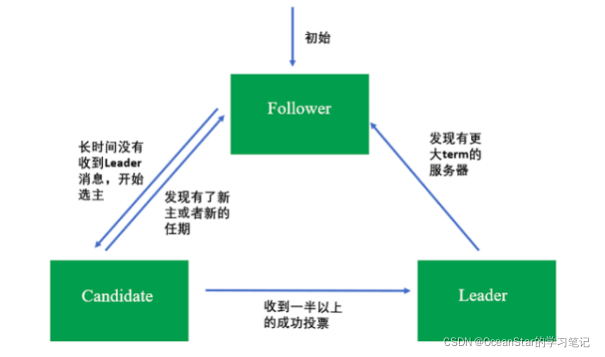 初始
Follower
长时间没有
收到Leader
消息，开始
选主
发现有了新
主或者新的
任期
发现有更
大term的
服务器
Candidate
收到一半以上
的成功投票
Leader
CSDN @OceanStar的学习笔记